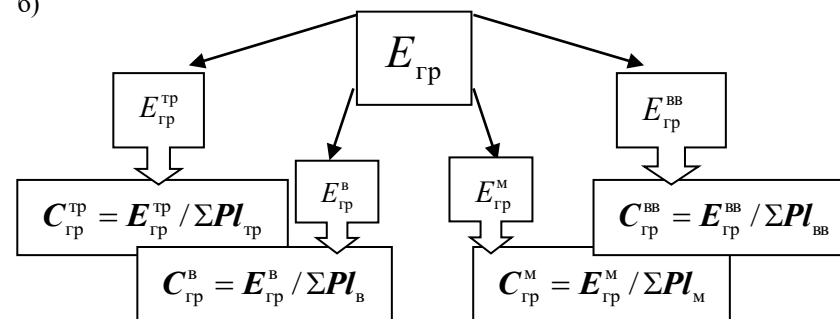 б)
E_гр
E_гр^тр
E_гр^вв
E_гр^в
E_гр^м
C_гр^тр = E_гр^тр / ΣPl_тр
C_гр^вв = E_гр^вв / ΣPl_вв
C_гр^в = E_гр^в / ΣPl_в
C_гр^м = E_гр^м / ΣPl_м